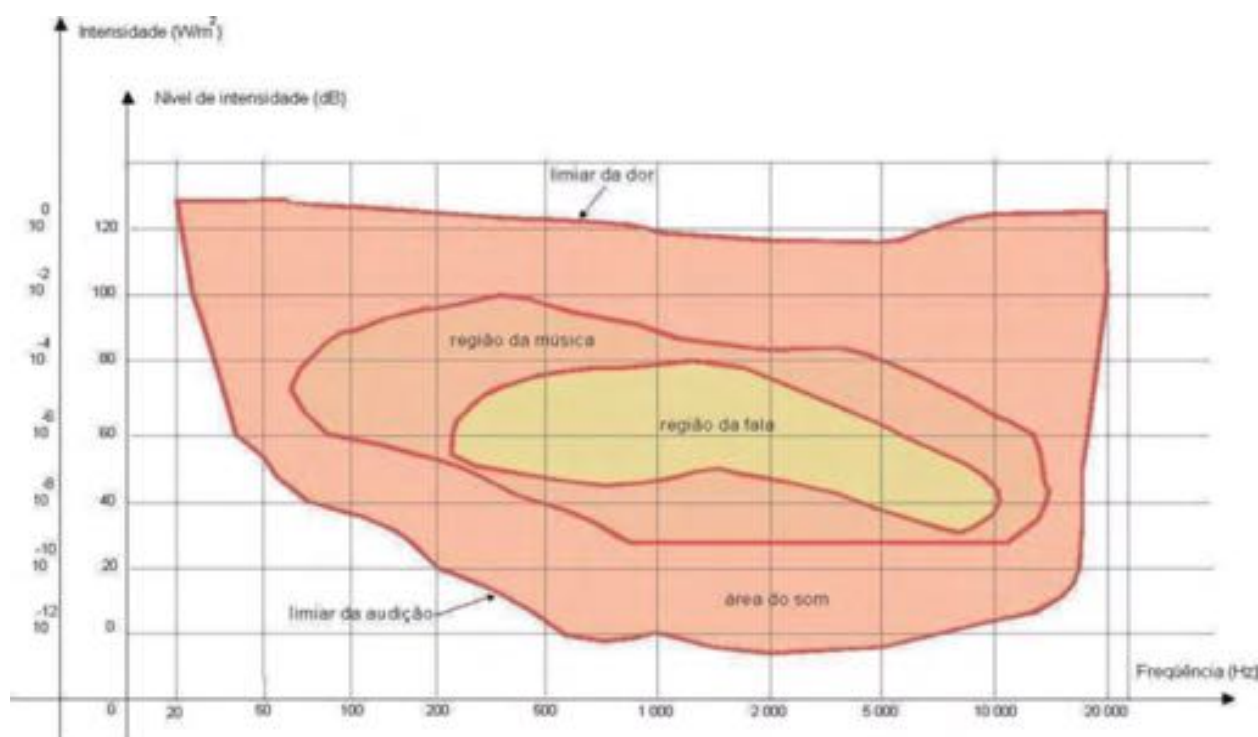 Intensidade (W/m²)
Nível de intensidade (dB)
limiar da dor
10⁰ 120
10⁻² 100
região da música
10⁻⁴ 80
região da fala
10⁻⁶ 60
10⁻⁸ 40
10⁻¹⁰ 20
área do som
limiar da audição
10⁻¹² 0
Freqüência (Hz)
0 20 50 100 200 500 1 000 2 000 5 000 10 000 20 000